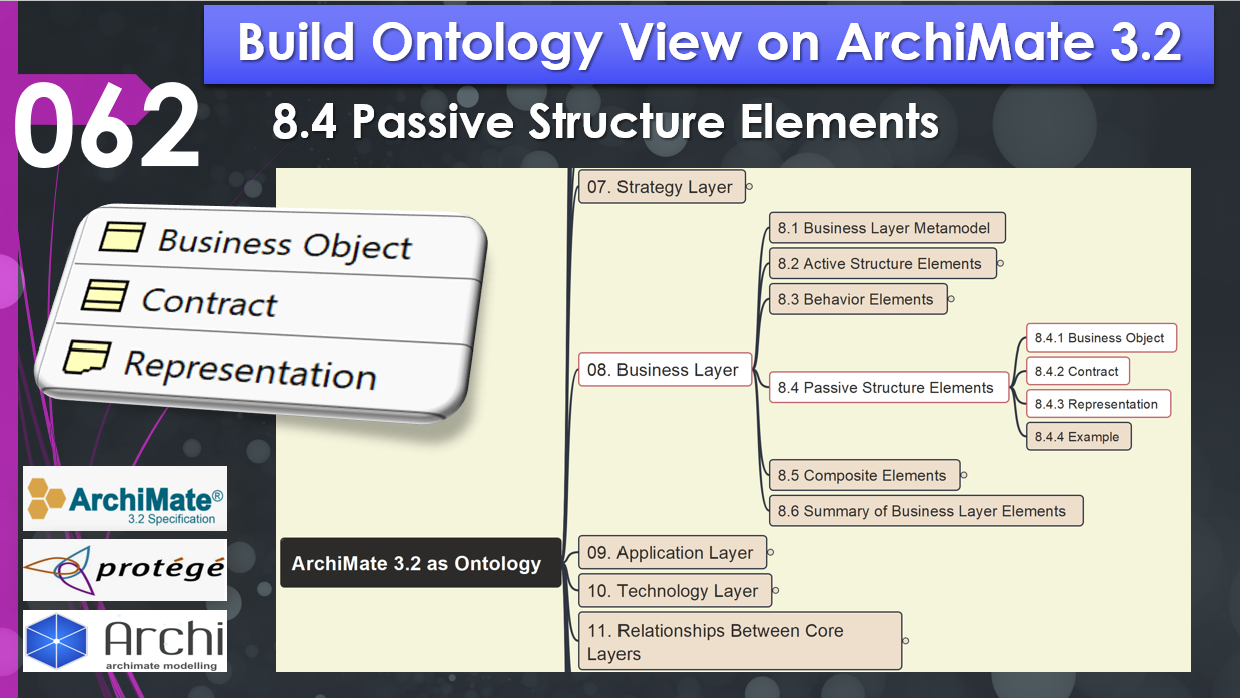 Build Ontology View on ArchiMate 3.2
062
8.4 Passive Structure Elements
Business Object
Contract
Representation
ArchiMate®
3.2 Specification
protégé
Archi
archimate modelling
ArchiMate 3.2 as Ontology
07. Strategy Layer
08. Business Layer
8.1 Business Layer Metamodel
8.2 Active Structure Elements
8.3 Behavior Elements
8.4 Passive Structure Elements
8.4.1 Business Object
8.4.2 Contract
8.4.3 Representation
8.4.4 Example
8.5 Composite Elements
8.6 Summary of Business Layer Elements
09. Application Layer
10. Technology Layer
11. Relationships Between Core
Layers